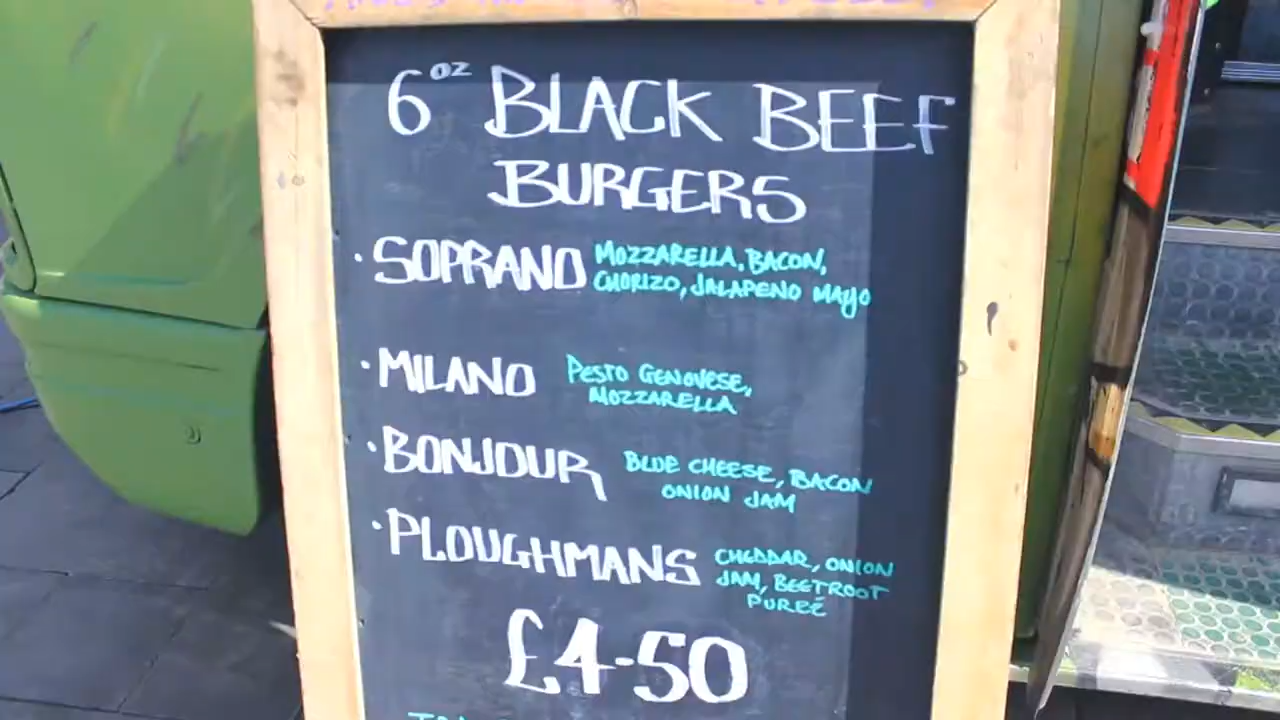 6oz BLACK BEEF
BURGERS
· SOPRANO MOZZARELLA, BACON,
CHORIZO, JALAPENO MAYO
· MILANO PESTO GENOVESE,
MOZZARELLA
· BONJOUR BLUE CHEESE, BACON
ONION JAM
· PLOUGHMANS CHEDDAR, ONION
JAM, BEETROOT
PUREÉ
£4-50